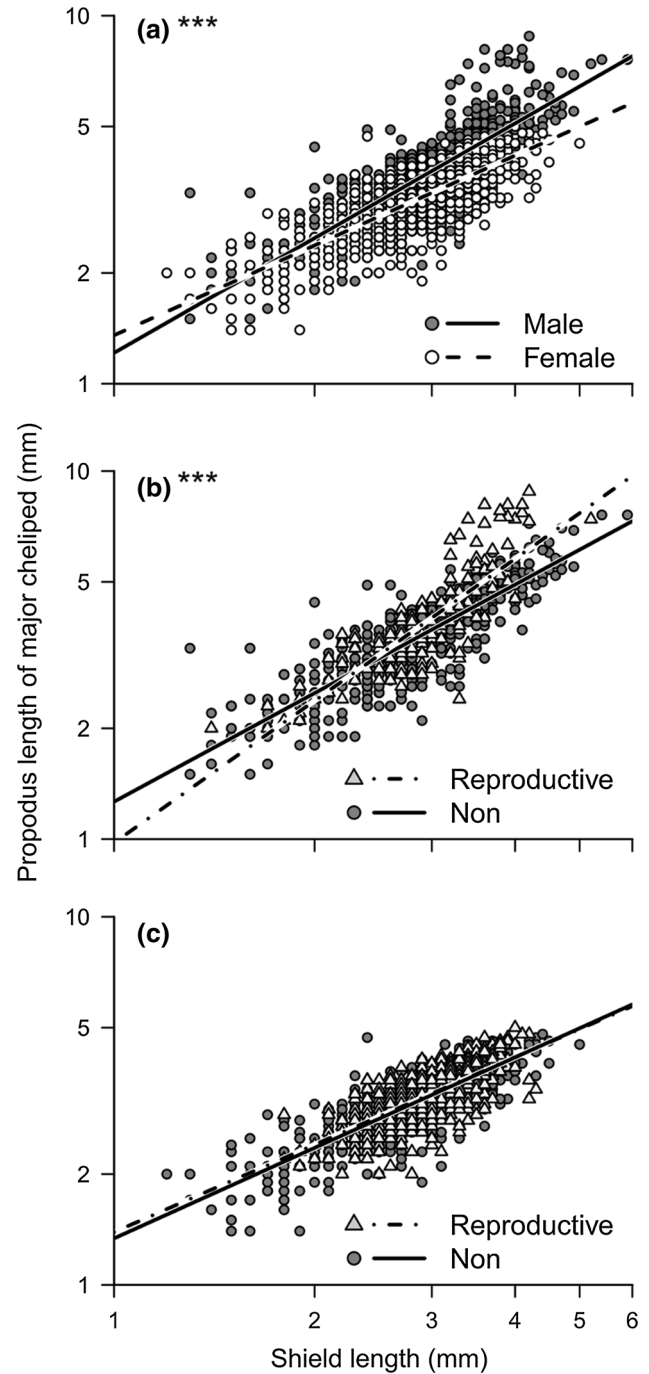 10
(a) ***
5
2
1
Male
Female
Propodus length of major cheliped (mm)
10
(b) ***
5
2
1
Reproductive
Non
10
(c)
5
2
1
Reproductive
Non
1 2 3 4 5 6
Shield length (mm)